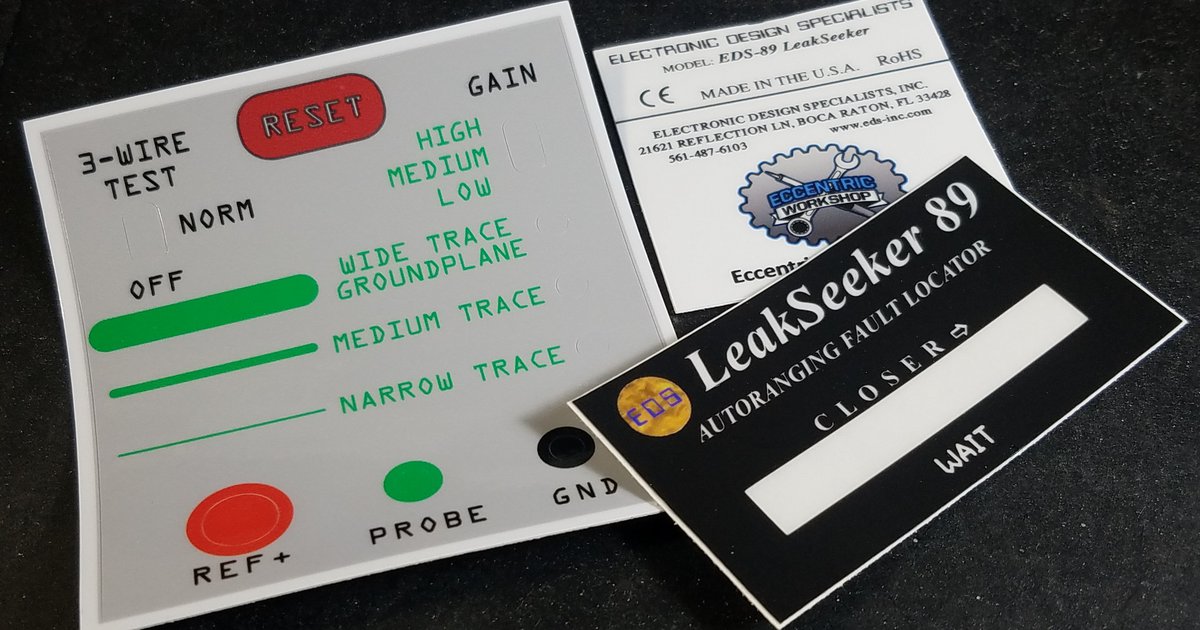 RESET
GAIN
3-WIRE
TEST
NORM
OFF
HIGH
MEDIUM
LOW
WIDE TRACE
GROUNDPLANE
MEDIUM TRACE
NARROW TRACE
REF+
PROBE
GND
ELECTRONIC DESIGN SPECIALISTS
MODEL: EDS-89 LeakSeeker
CE MADE IN THE U.S.A. RoHS
ELECTRONIC DESIGN SPECIALISTS, INC.
21621 REFLECTION LN, BOCA RATON, FL 33428
561-487-6103 www.eds-inc.com
ECCENTRIC
WORKSHOP
EDS
LeakSeeker 89
AUTORANGING FAULT LOCATOR
CLOSER
WAIT